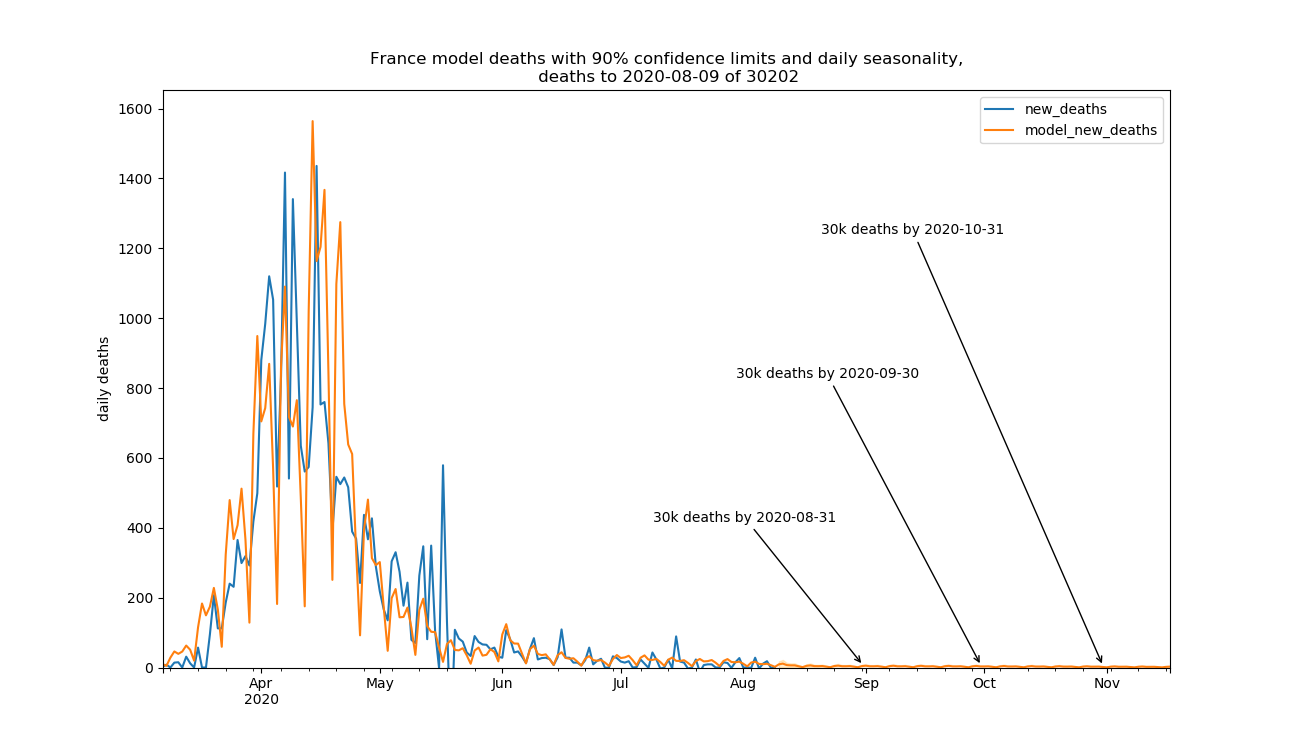 France model deaths with 90% confidence limits and daily seasonality,
deaths to 2020-08-09 of 30202
new_deaths
model_new_deaths
daily deaths
1600
1400
1200
1000
800
600
400
200
0
30k deaths by 2020-10-31
30k deaths by 2020-09-30
30k deaths by 2020-08-31
Apr
2020
May
Jun
Jul
Aug
Sep
Oct
Nov